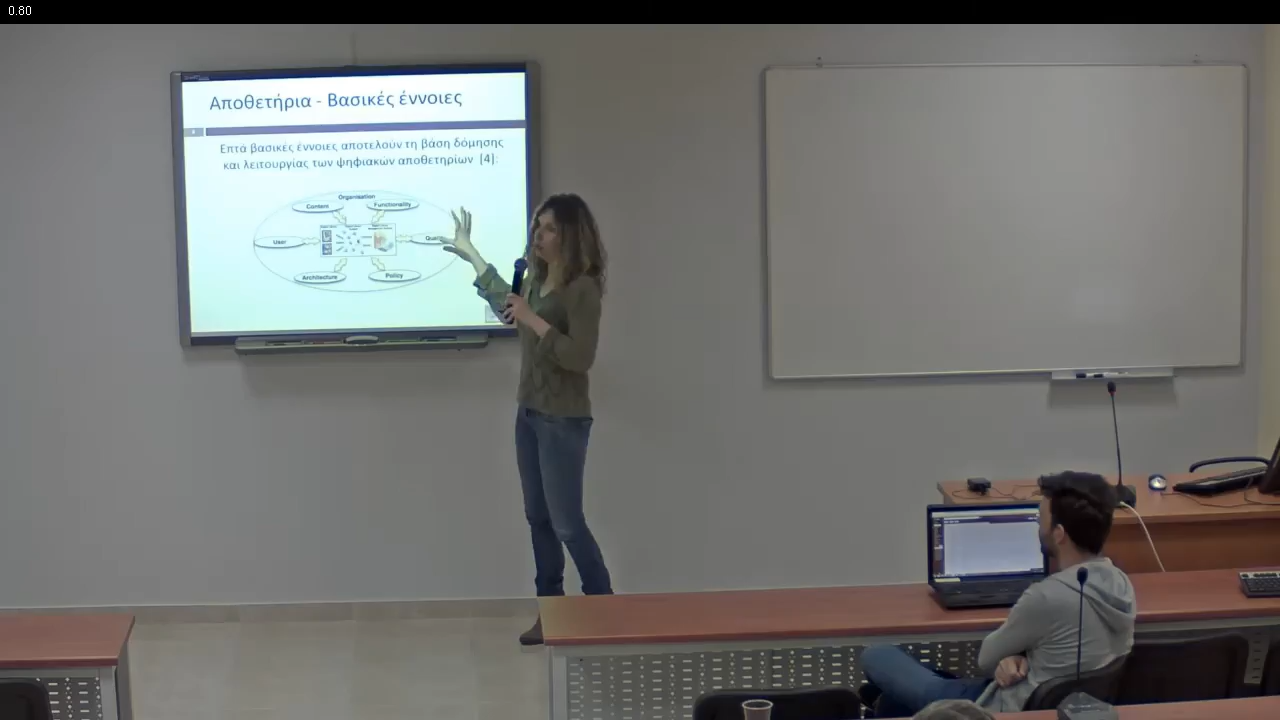 0.80
Αποθετήρια - Βασικές έννοιες
Επτά βασικές έννοιες αποτελούν τη βάση δόμησης
και λειτουργίας των ψηφιακων αποθετηρίων [4]:
Organisation
Content
Functionality
User
Architecture
Policy